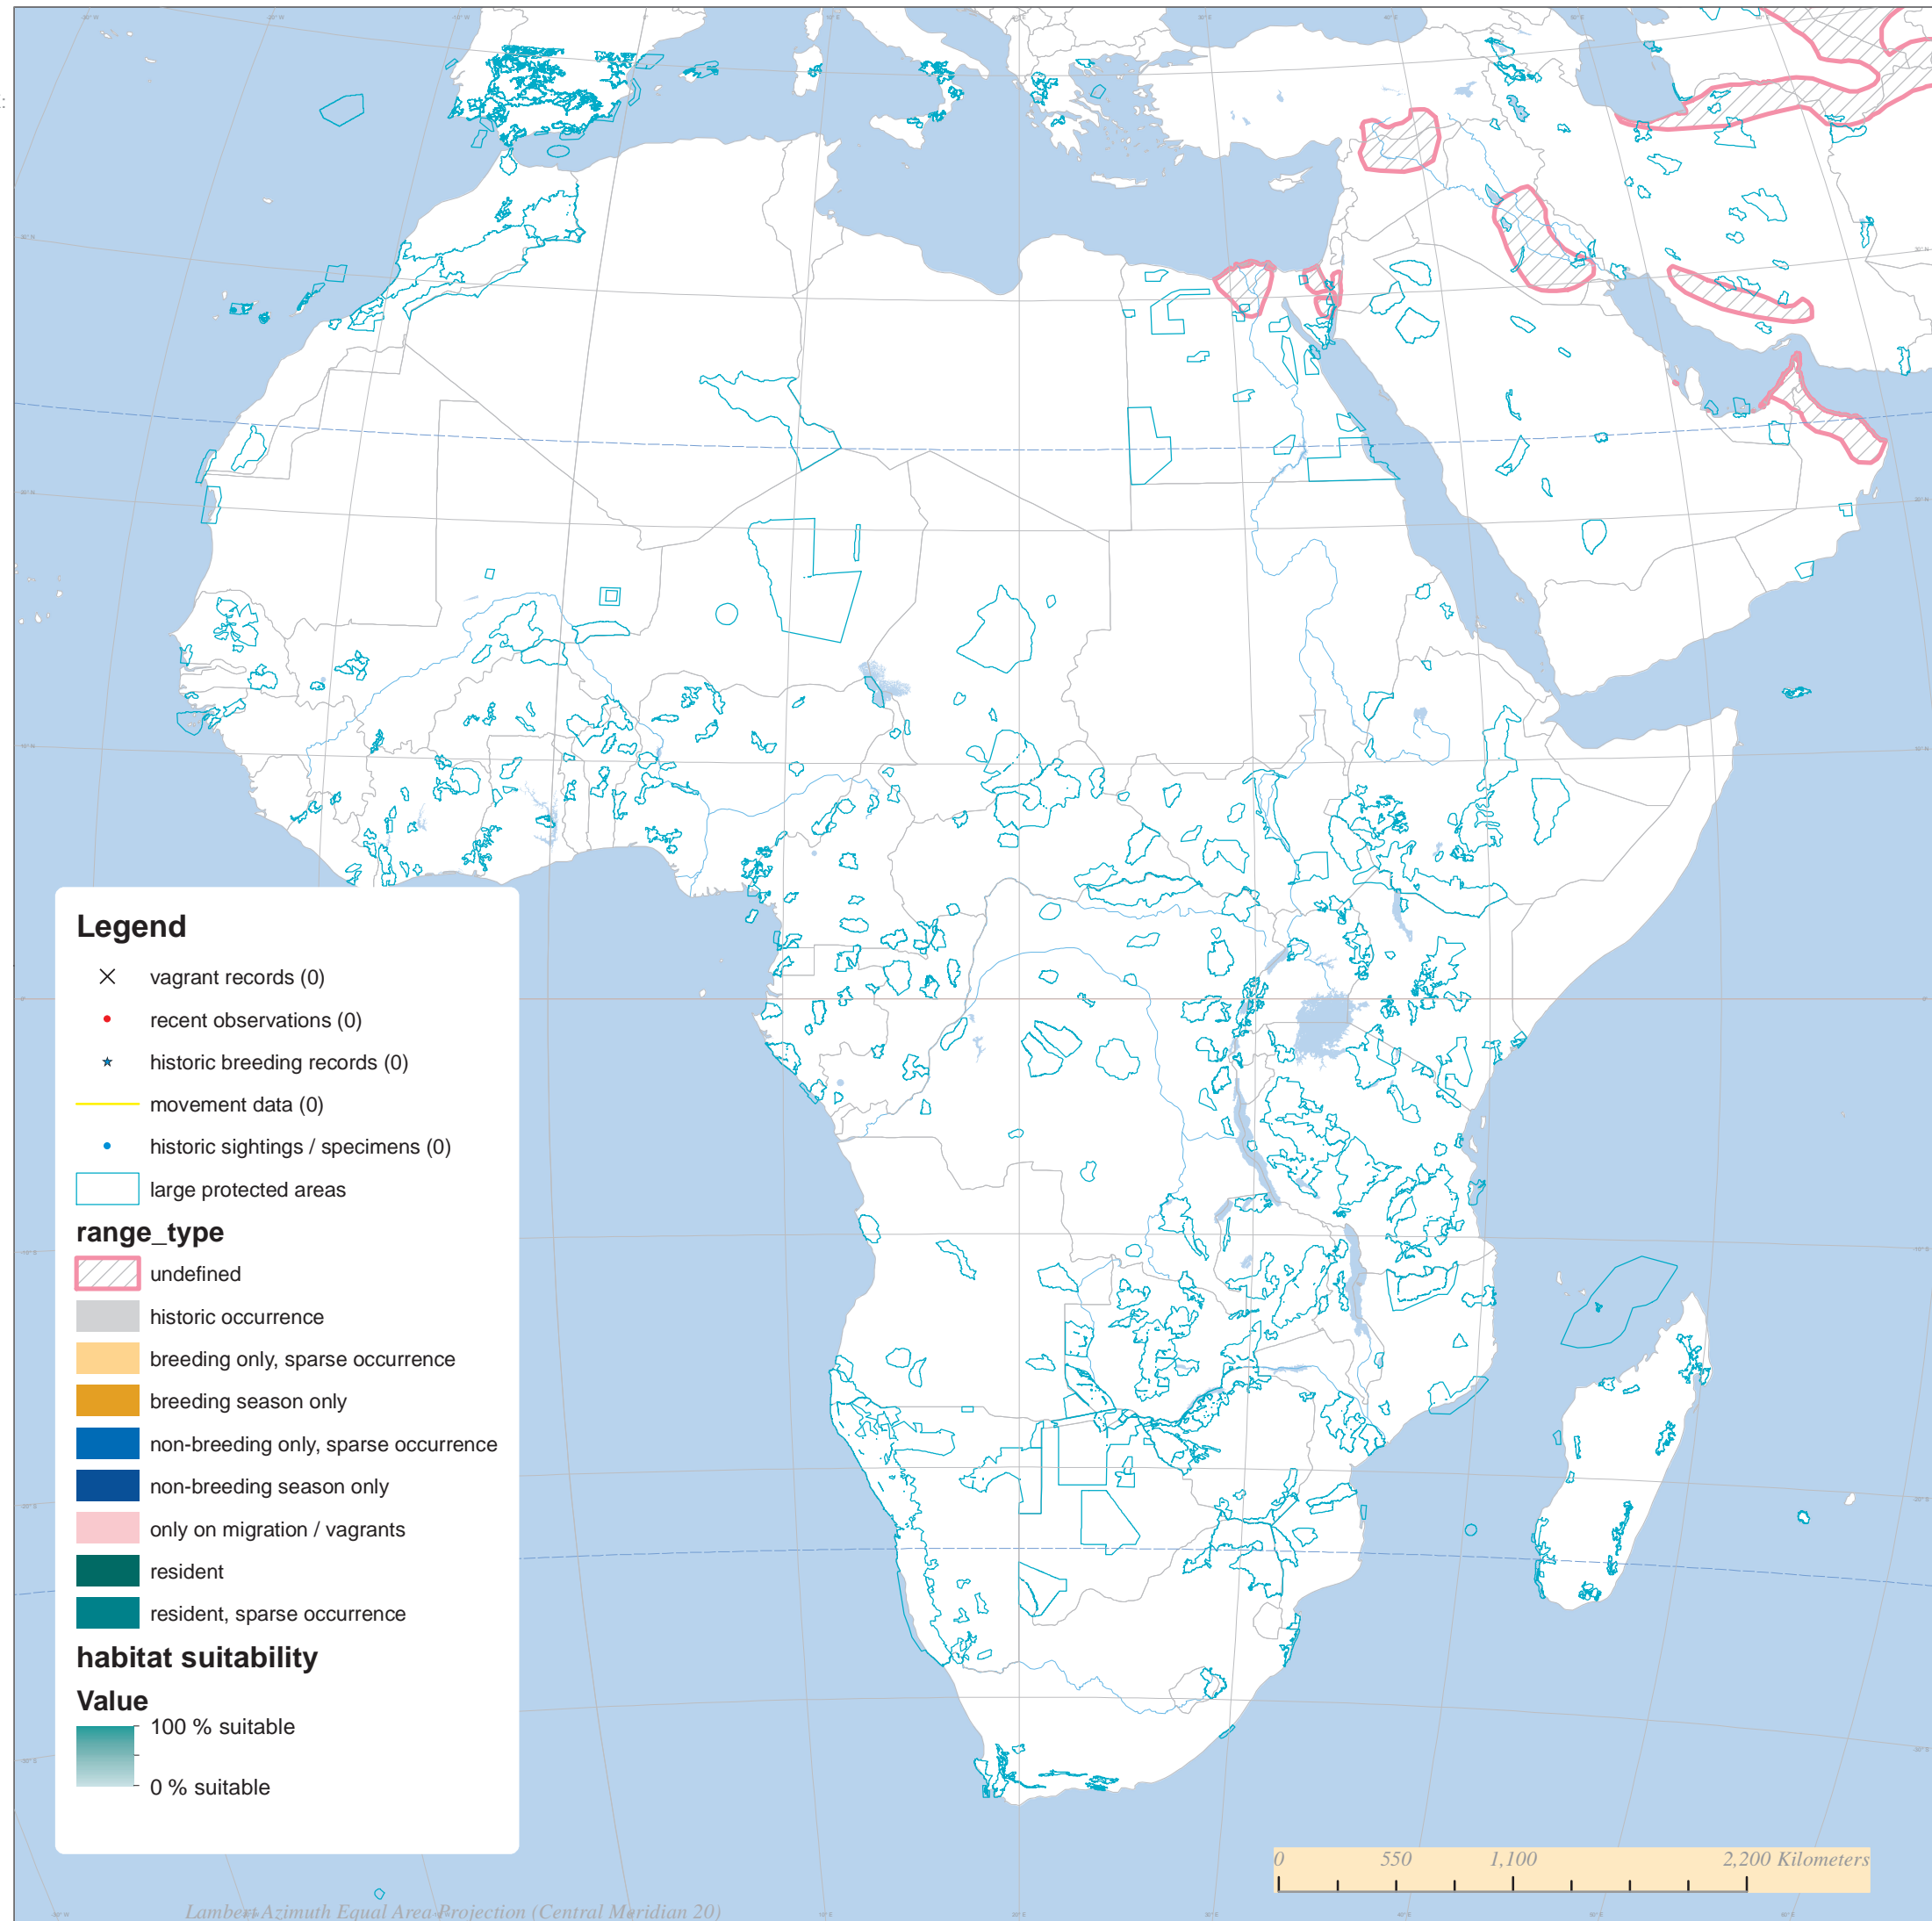 Legend
vagrant records (0)
recent observations (0)
historic breeding records (0)
movement data (0)
historic sightings / specimens (0)
large protected areas
range_type
undefined
historic occurrence
breeding only, sparse occurrence
breeding season only
non-breeding only, sparse occurrence
non-breeding season only
only on migration / vagrants
resident
resident, sparse occurrence
habitat suitability
Value
100 % suitable
0 % suitable
0 550 1,100 2,200 Kilometers
Lambert Azimuth Equal Area Projection (Central Meridian 20)